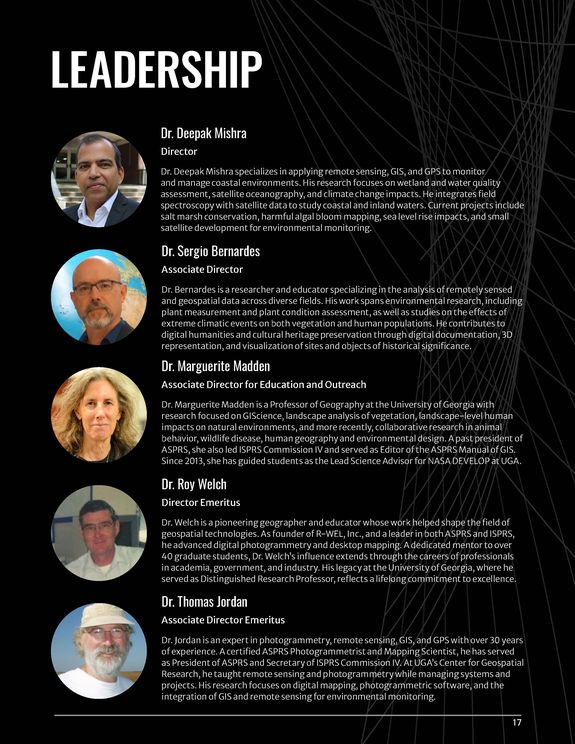 LEADERSHIP
Dr. Deepak Mishra
Director
Dr. Deepak Mishra specializes in applying remote sensing, GIS, and GPS to monitor
and manage coastal environments. His research focuses on wetland and water quality
assessment, satellite oceanography, and climate change impacts. He integrates field
spectroscopy with satellite data to study coastal and inland waters. Current projects include
salt marsh conservation, harmful algal bloom mapping, sea level rise impacts, and small
satellite development for environmental monitoring.
Dr. Sergio Bernardes
Associate Director
Dr. Bernardes is a researcher and educator specializing in the analysis of remotely sensed
and geospatial data across diverse fields. His work spans environmental research, including
plant measurement and plant condition assessment, as well as studies on the effects of
extreme climatic events on both vegetation and human populations. He contributes to
digital humanities and cultural heritage preservation through digital documentation, 3D
representation, and visualization of sites and objects of historical significance.
Dr. Marguerite Madden
Associate Director for Education and Outreach
Dr. Marguerite Madden is a Professor of Geography at the University of Georgia with
research focused on GIScience, landscape analysis of vegetation, landscape-level human
impacts on natural environments, and more recently, collaborative research in animal
behavior, wildlife disease, human geography and environmental design. A past president of
ASPRS, she also led ISPRS Commission IV and served as Editor of the ASPRS Manual of GIS.
Since 2013, she has guided students as the Lead Science Advisor for NASA DEVELOP at UGA.
Dr. Roy Welch
Director Emeritus
Dr. Welch is a pioneering geographer and educator whose work helped shape the field of
geospatial technologies. As founder of R-WEL, Inc., and a leader in both ASPRS and ISPRS,
he advanced digital photogrammetry and desktop mapping. A dedicated mentor to over
40 graduate students, Dr. Welch's influence extends through the careers of professionals
in academia, government, and industry. His legacy at the University of Georgia, where he
served as Distinguished Research Professor, reflects a lifelong commitment to excellence.
Dr. Thomas Jordan
Associate Director Emeritus
Dr. Jordan is an expert in photogrammetry, remote sensing, GIS, and GPS with over 30 years
of experience. A certified ASPRS Photogrammetrist and Mapping Scientist, he has served
as President of ASPRS and Secretary of ISPRS Commission IV. At UGA's Center for Geospatial
Research, he taught remote sensing and photogrammetry while managing systems and
projects. His research focuses on digital mapping, photogrammetric software, and the
integration of GIS and remote sensing for environmental monitoring.
17